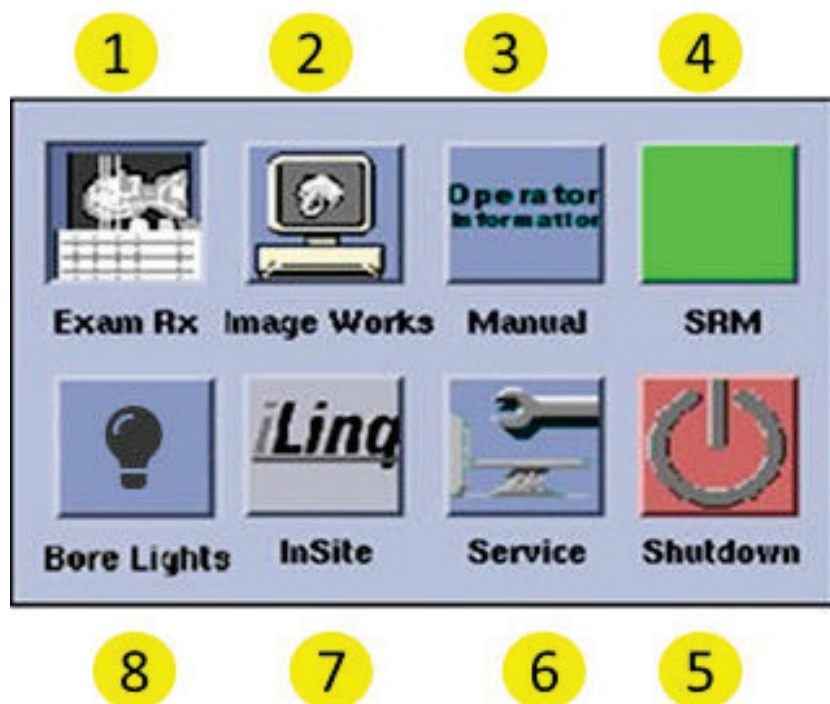 1 2 3 4
Operator
Information
Exam Rx Image Works Manual SRM
iLinq
Bore Lights InSite Service Shutdown
8 7 6 5